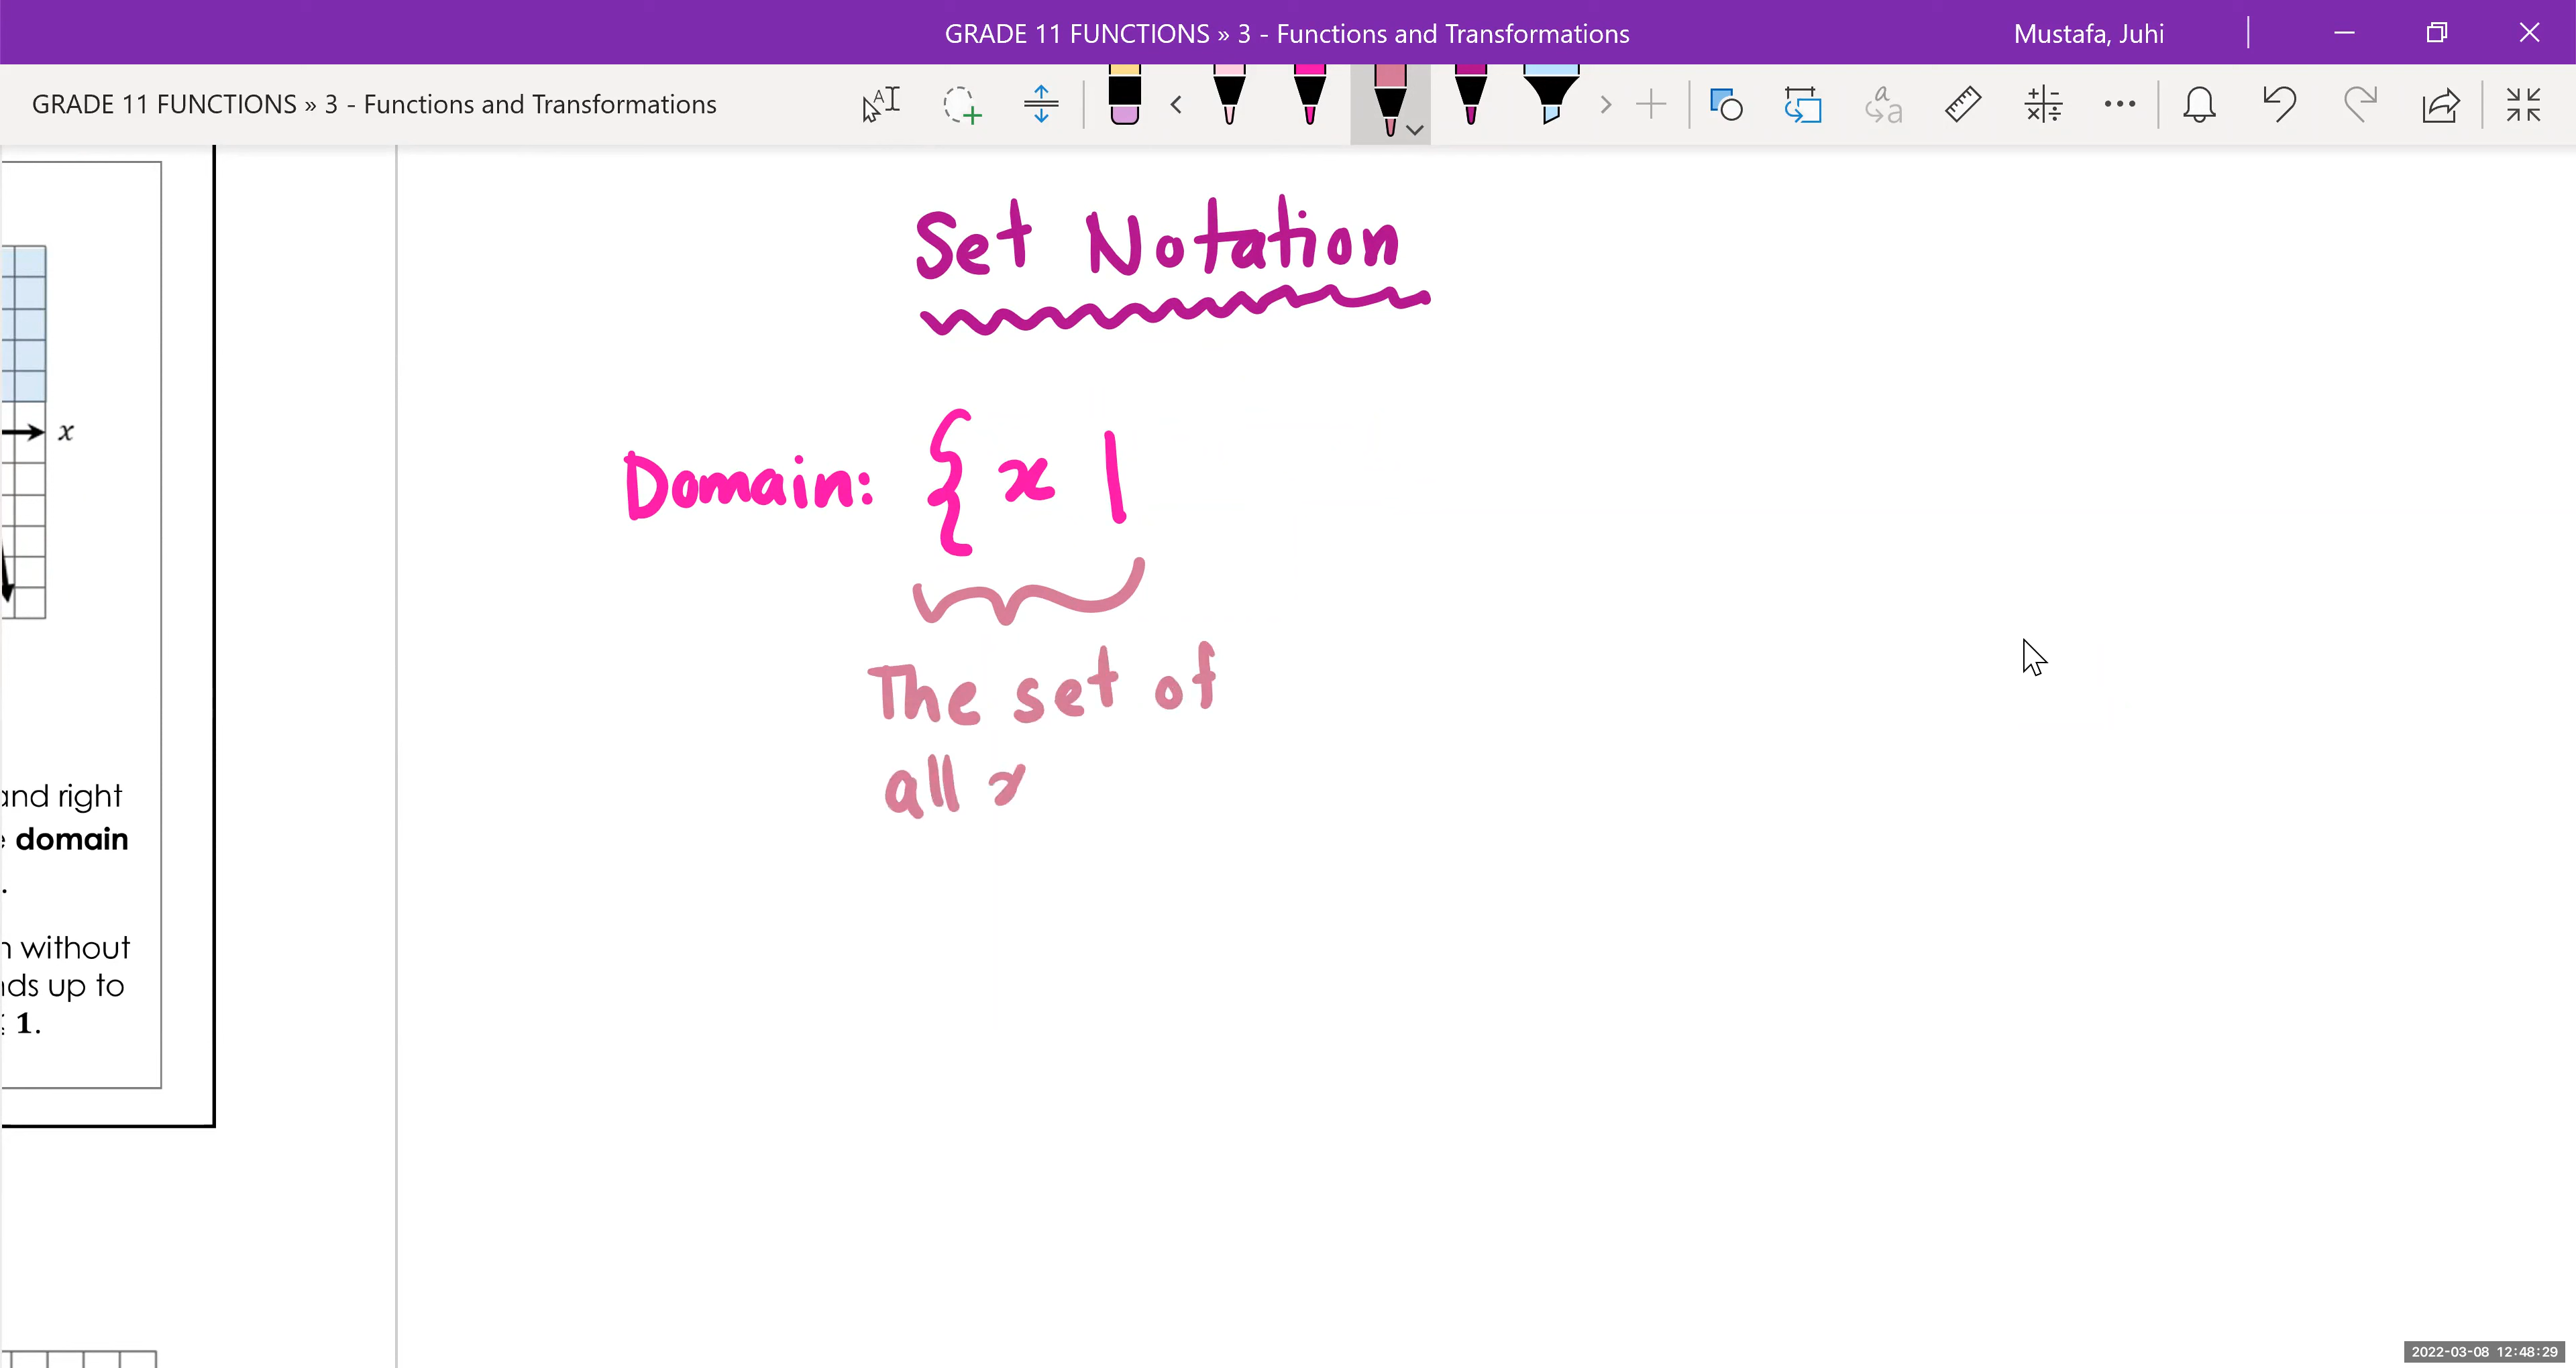 GRADE 11 FUNCTIONS » 3 - Functions and Transformations
Mustafa, Juhi
GRADE 11 FUNCTIONS » 3 - Functions and Transformations
Set Notation
x
Domain: { x |
The set of
all x
and right
domain
.
without
up to
1.
2022-03-08 12:48:29